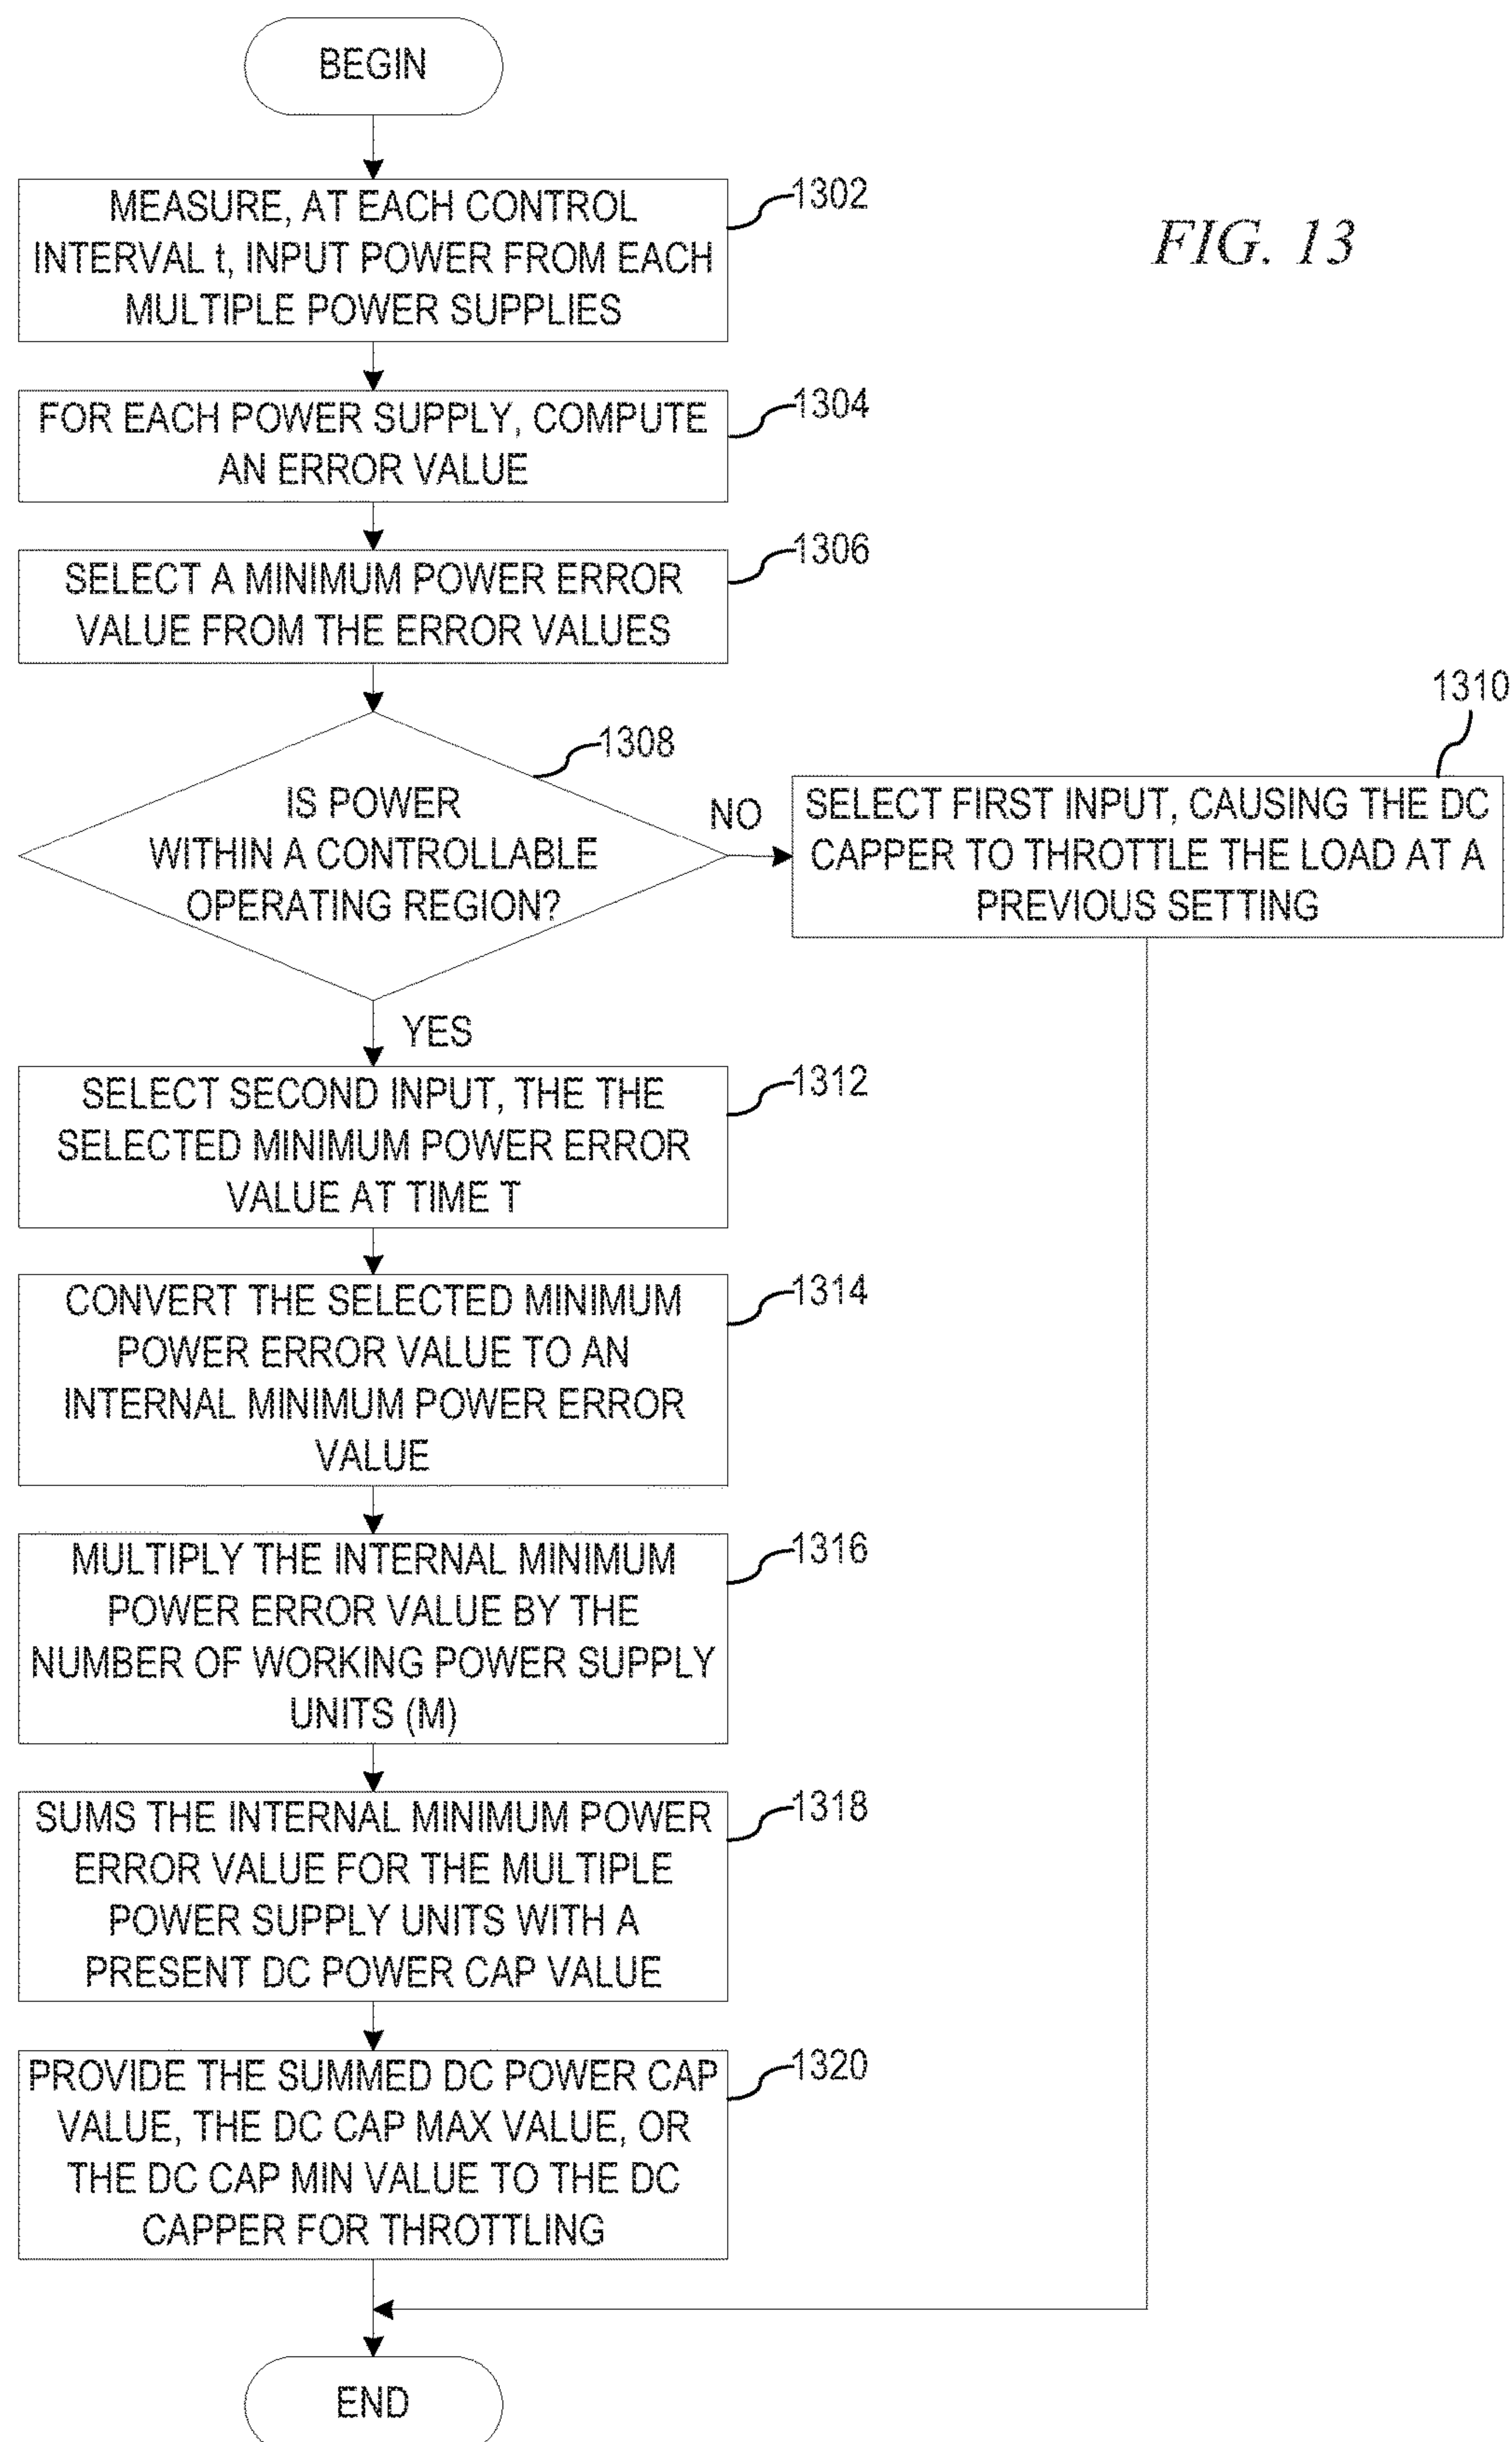 BEGIN
MEASURE, AT EACH CONTROL
INTERVAL t, INPUT POWER FROM EACH
MULTIPLE POWER SUPPLIES
1302
FIG. 13
FOR EACH POWER SUPPLY, COMPUTE
AN ERROR VALUE
1304
SELECT A MINIMUM POWER ERROR
VALUE FROM THE ERROR VALUES
1306
IS POWER
WITHIN A CONTROLLABLE
OPERATING REGION?
1308
NO
1310
SELECT FIRST INPUT, CAUSING THE DC
CAPPER TO THROTTLE THE LOAD AT A
PREVIOUS SETTING
YES
SELECT SECOND INPUT, THE THE
SELECTED MINIMUM POWER ERROR
VALUE AT TIME T
1312
CONVERT THE SELECTED MINIMUM
POWER ERROR VALUE TO AN
INTERNAL MINIMUM POWER ERROR
VALUE
1314
MULTIPLY THE INTERNAL MINIMUM
POWER ERROR VALUE BY THE
NUMBER OF WORKING POWER SUPPLY
UNITS (M)
1316
SUMS THE INTERNAL MINIMUM POWER
ERROR VALUE FOR THE MULTIPLE
POWER SUPPLY UNITS WITH A
PRESENT DC POWER CAP VALUE
1318
PROVIDE THE SUMMED DC POWER CAP
VALUE, THE DC CAP MAX VALUE, OR
THE DC CAP MIN VALUE TO THE DC
CAPPER FOR THROTTLING
1320
END